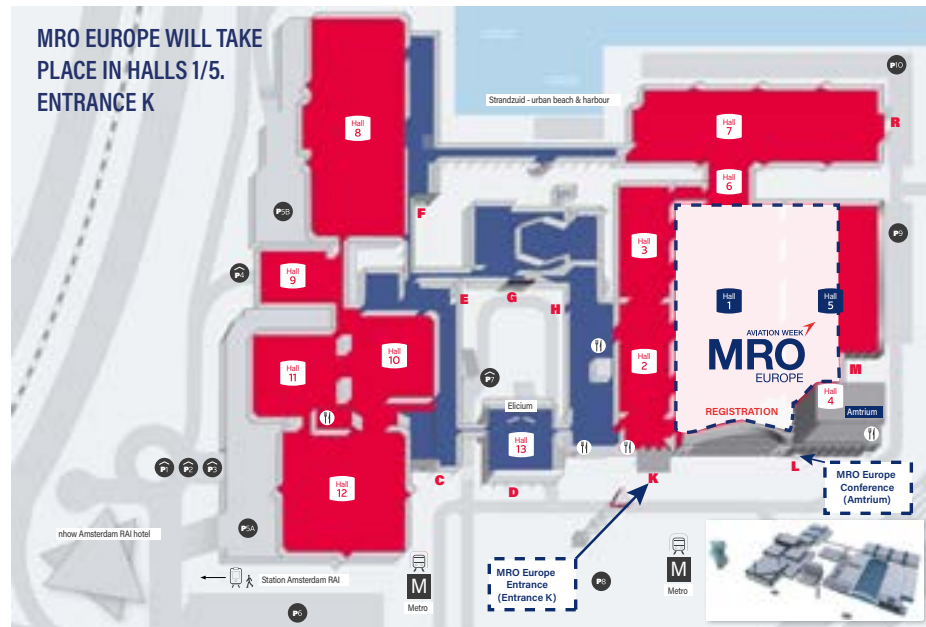 MRO EUROPE WILL TAKE
PLACE IN HALLS 1/5.
ENTRANCE K
P10
Strandzuid - urban beach & harbour
Hall
8
Hall
7
R
Hall
6
P5B
F
P9
Hall
3
P4
Hall
9
E
G
H
Hall
1
Hall
5
AVIATION WEEK
MRO
EUROPE
Hall
11
Hall
10
Hall
2
M
P7
Hall
4
Elicium
REGISTRATION
Amtrium
Hall
13
P1
P2
P3
C
D
K
L
Hall
12
MRO Europe
Conference
(Amtrium)
P5A
nhow Amsterdam RAI hotel
Station Amsterdam RAI
M
Metro
MRO Europe
Entrance
(Entrance K)
P8
M
Metro
P6